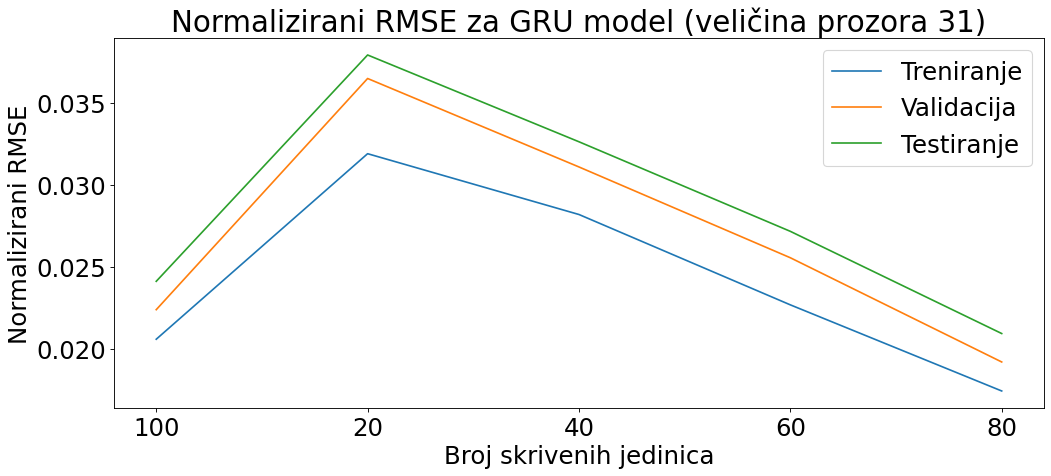 Normalizirani RMSE za GRU model (veličina prozora 31)
Treniranje
Validacija
Testiranje
Normalizirani RMSE
0.035
0.030
0.025
0.020
100 20 40 60 80
Broj skrivenih jedinica